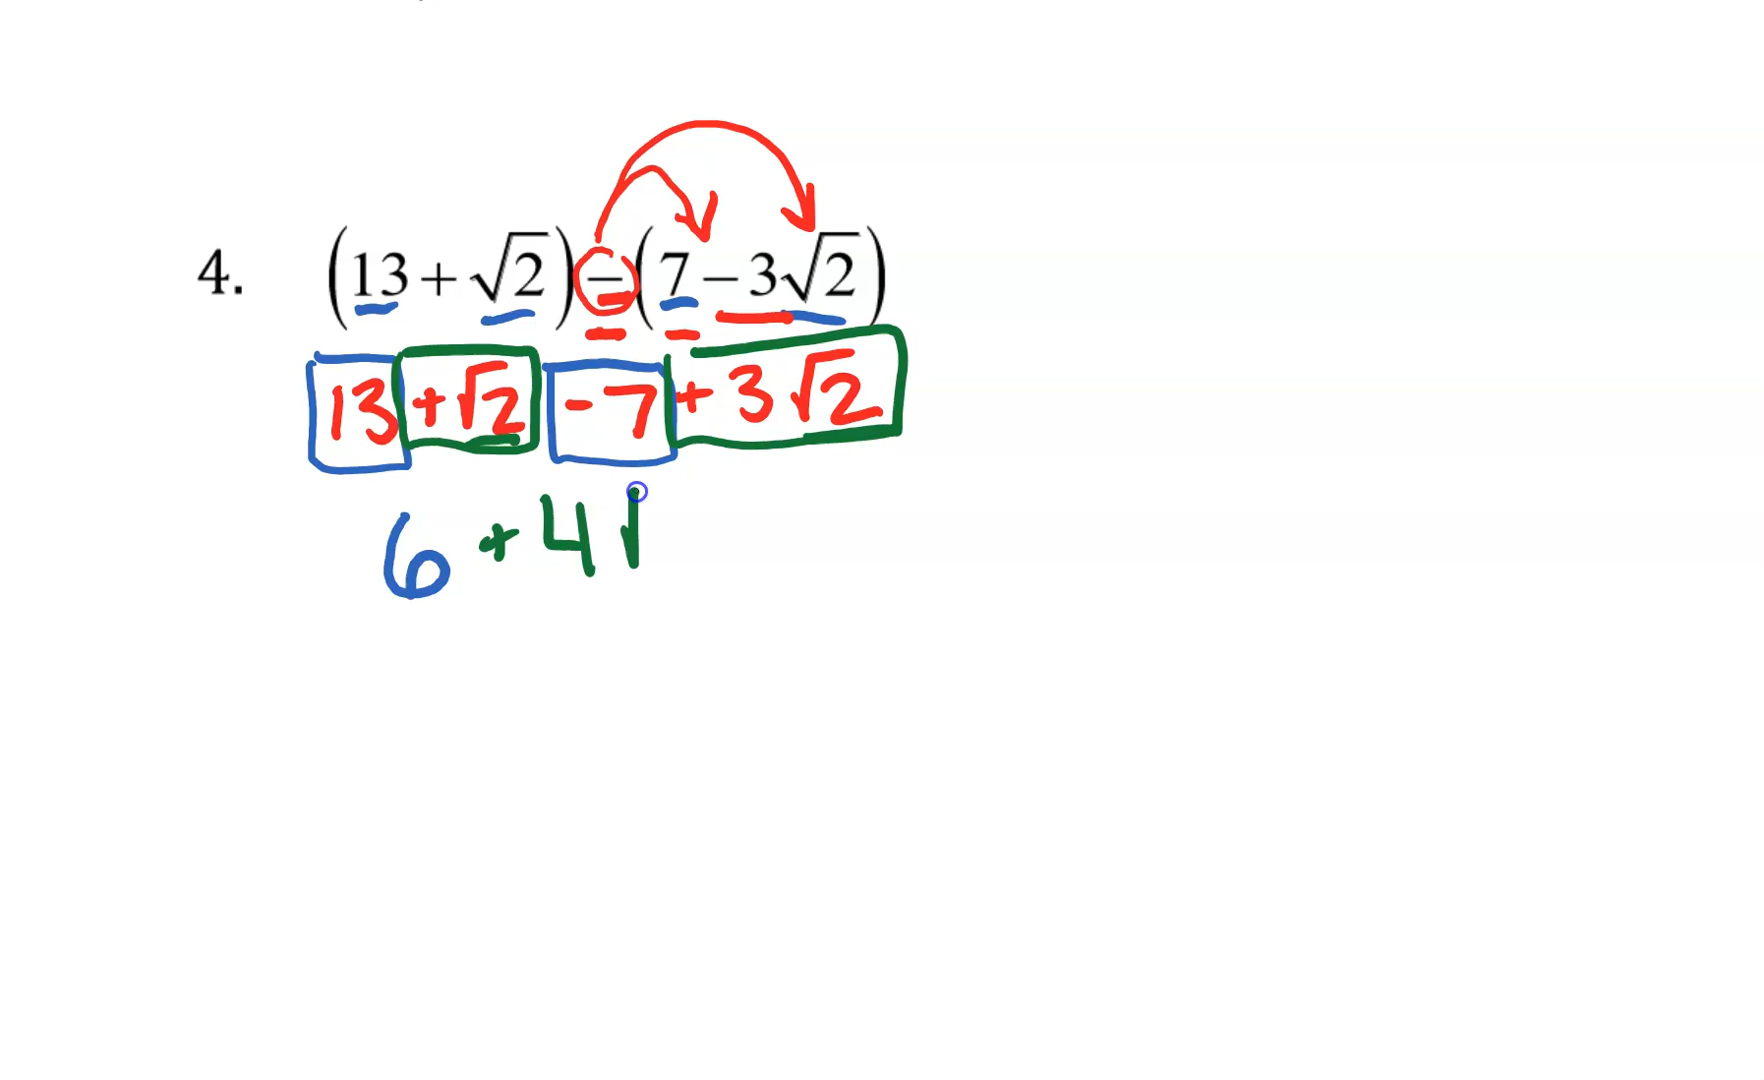 4. (13 + √2) − (7 − 3√2)
13 + √2 - 7 + 3 √2
6 + 4 √